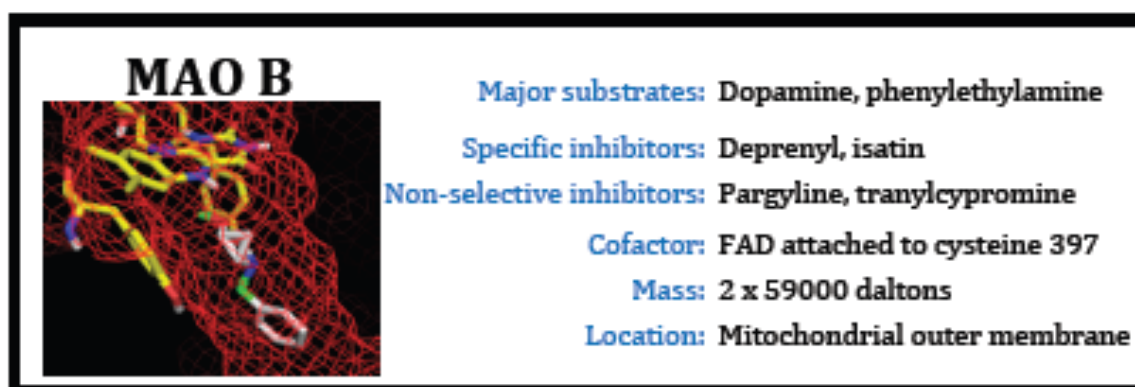 MAO B
Major substrates: Dopamine, phenylethylamine
Specific inhibitors: Deprenyl, isatin
Non-selective inhibitors: Pargyline, tranylcypromine
Cofactor: FAD attached to cysteine 397
Mass: 2 x 59000 daltons
Location: Mitochondrial outer membrane